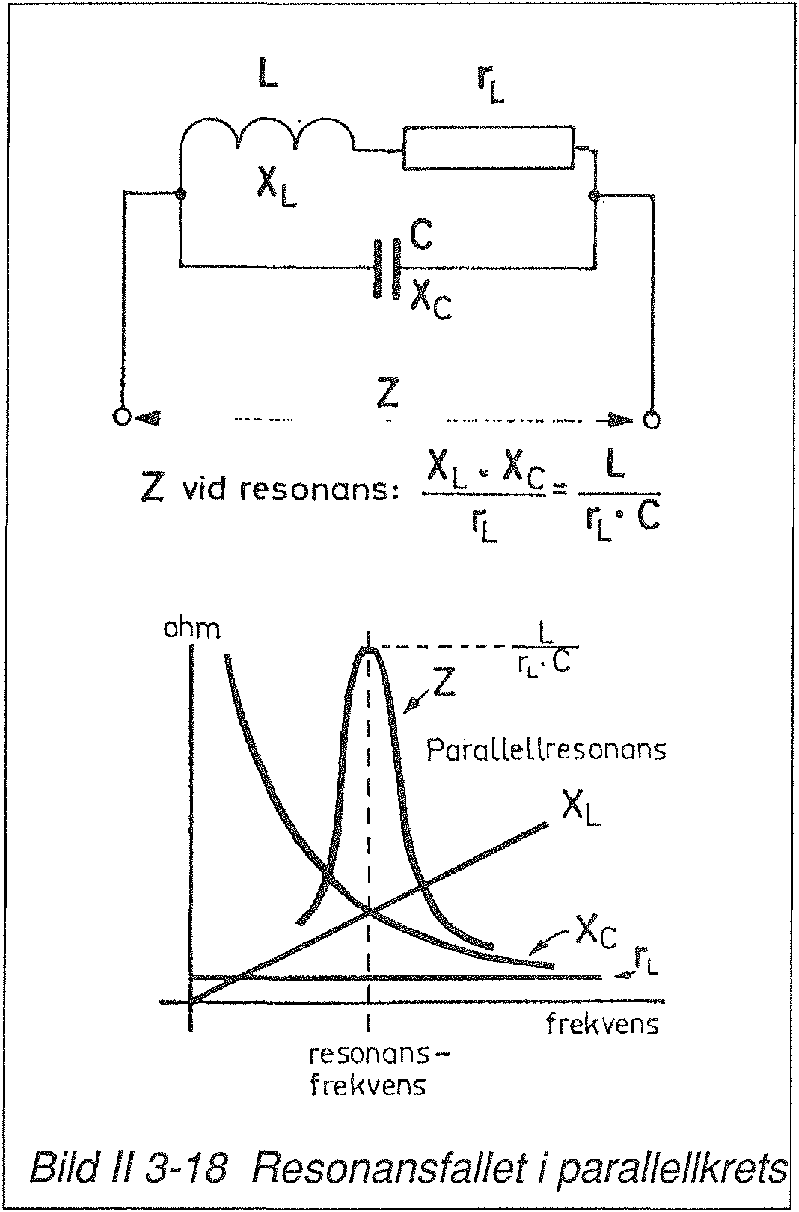 L
r_L
X_L
C
X_C
Z
Z vid resonans: X_L · X_C / r_L = L / r_L · C
ohm
L / r_L · C
Z
Parallellresonans
X_L
X_C
r_L
frekvens
resonans-
frekvens
Bild II 3-18 Resonansfallet i parallellkrets